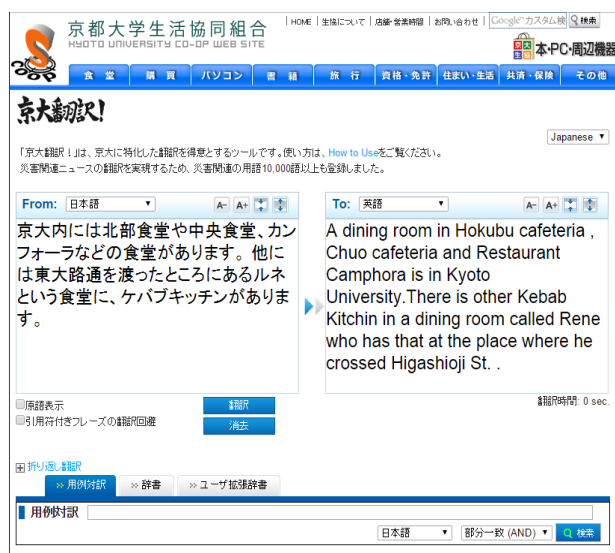 京都大学生活協同組合
HYOTO UNIVERSITY CO-OP WEB SITE
HOME | 生協について | 店舗・営業時間 | お問い合わせ | Google カスタム検 検索
本・PC・周辺機器
食 堂 購 買 パソコン 書 籍 旅 行 資格・免許 住まい・生活 共済・保険 その他
京大翻訳!
Japanese
「京大翻訳！」は、京大に特化した翻訳を得意とするツールです。使い方は、How to Useをご覧ください。
災害関連ニュースの翻訳を実現するため、災害関連の用語10,000語以上も登録しました。
From: 日本語 A- A+
京大内には北部食堂や中央食堂、カン
フォーラなどの食堂があります。他に
は東大路通を渡ったところにあるルネ
という食堂に、ケバブキッチンがありま
す。
To: 英語 A- A+
A dining room in Hokubu cafeteria ,
Chuo cafeteria and Restaurant
Camphora is in Kyoto
University.There is other Kebab
Kitchin in a dining room called Rene
who has that at the place where he
crossed Higashioji St. .
原語表示
引用符付きフレーズの翻訳回避
翻訳
消去
翻訳時間: 0 sec.
折り返し翻訳
用例対訳 辞書 ユーザ拡張辞書
用例対訳
日本語 部分一致 (AND) 検索